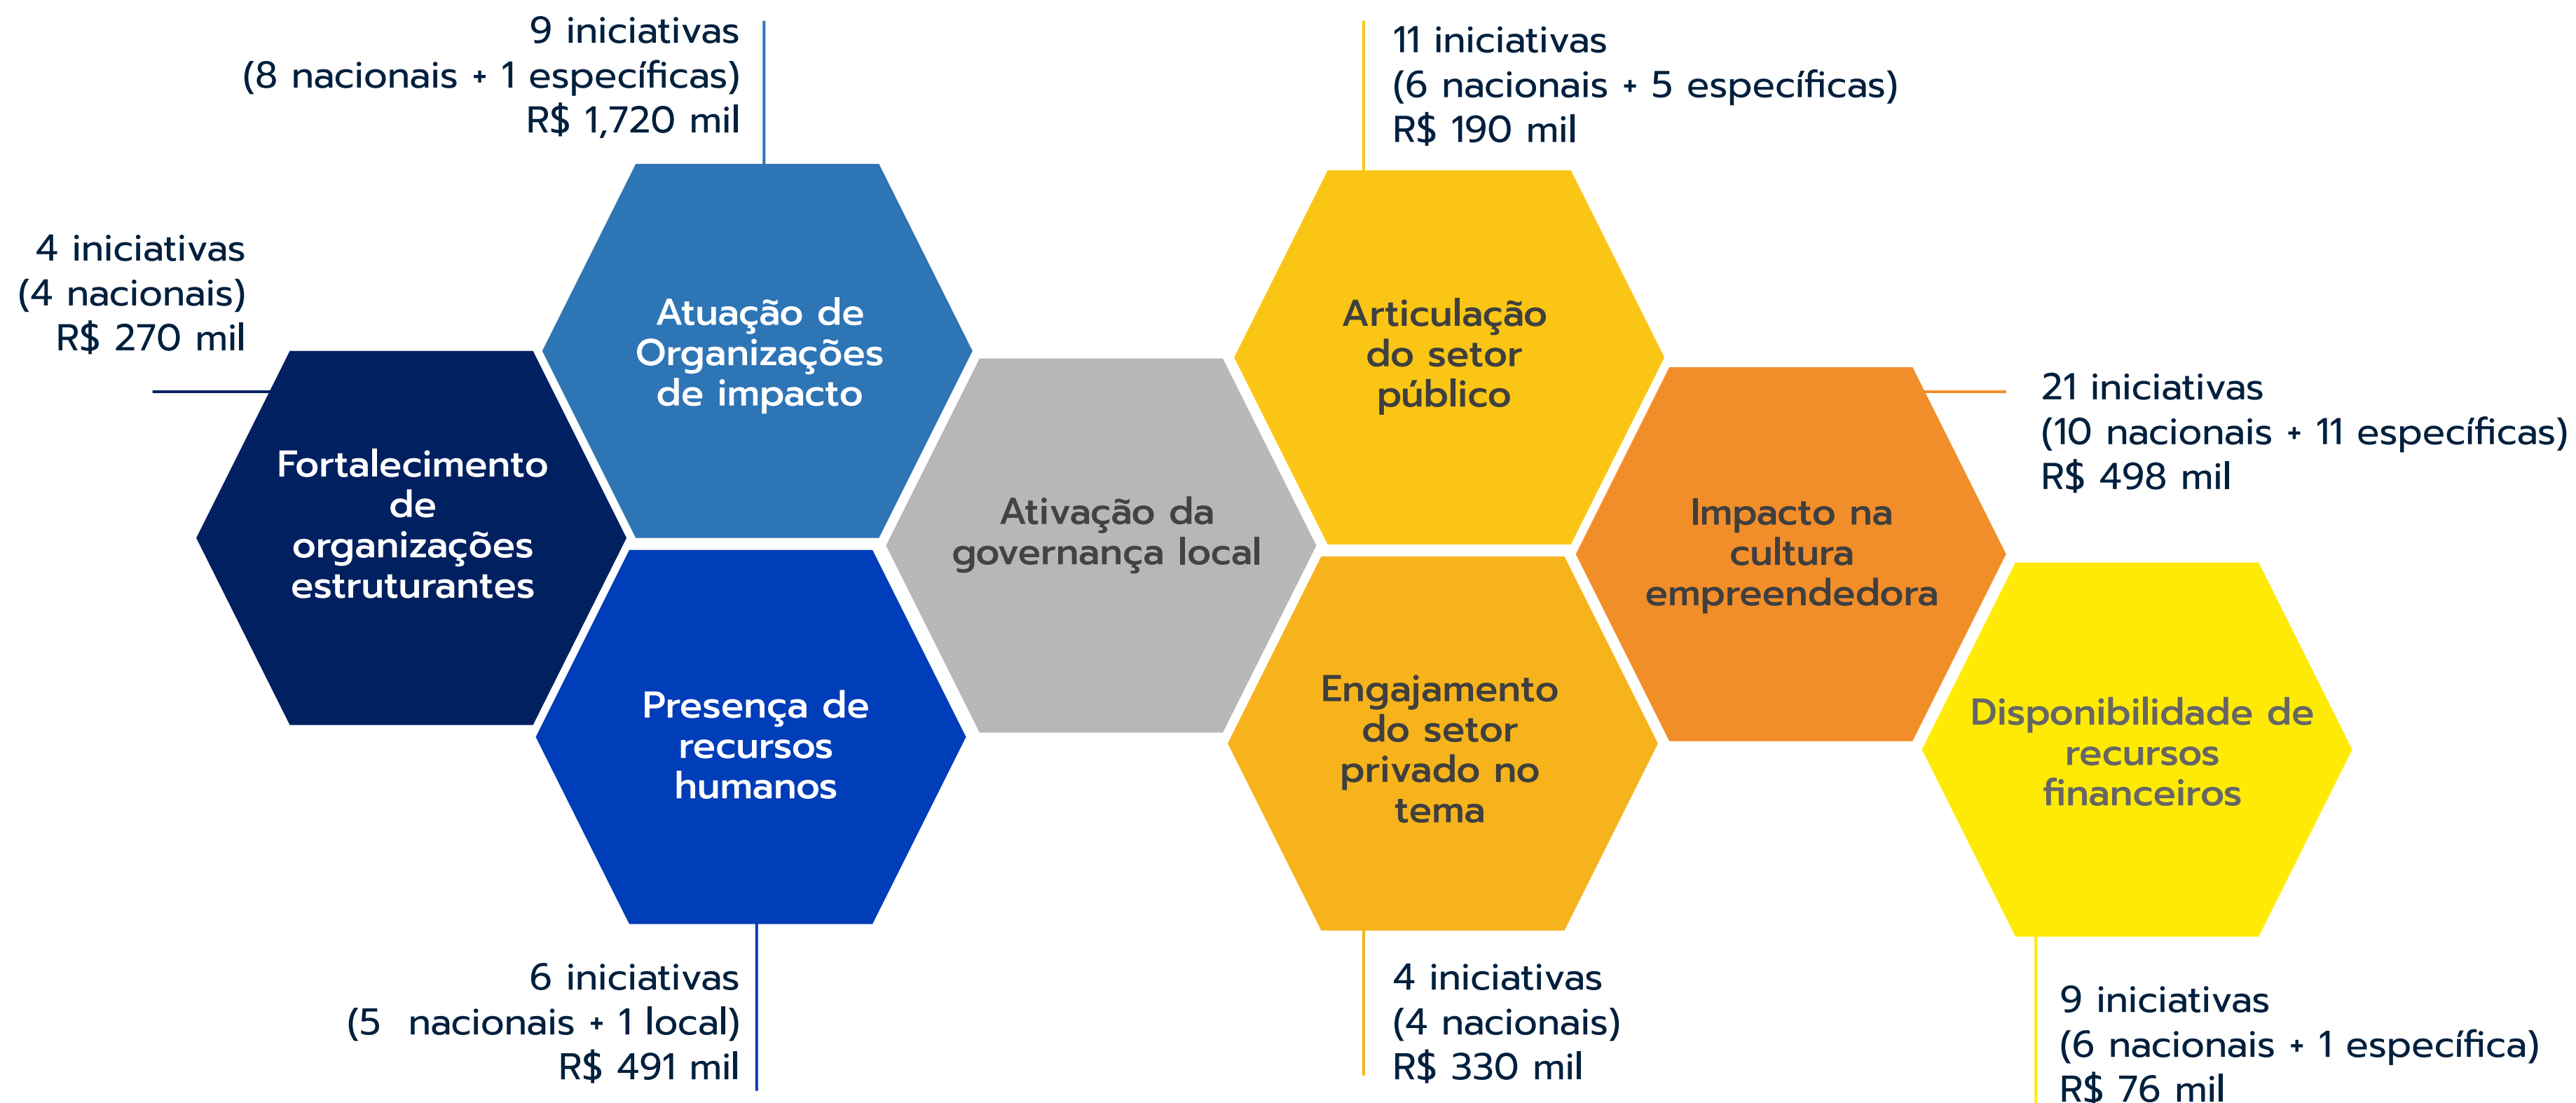 9 iniciativas
(8 nacionais + 1 específicas)
R$ 1,720 mil
11 iniciativas
(6 nacionais + 5 específicas)
R$ 190 mil
4 iniciativas
(4 nacionais)
R$ 270 mil
Atuação de
Organizações
de impacto
Articulação
do setor
público
21 iniciativas
(10 nacionais + 11 específicas)
R$ 498 mil
Fortalecimento
de
organizações
estruturantes
Ativação da
governança local
Impacto na
cultura
empreendedora
Presença de
recursos
humanos
Engajamento
do setor
privado no
tema
Disponibilidade de
recursos
financeiros
6 iniciativas
(5 nacionais + 1 local)
R$ 491 mil
4 iniciativas
(4 nacionais)
R$ 330 mil
9 iniciativas
(6 nacionais + 1 específica)
R$ 76 mil